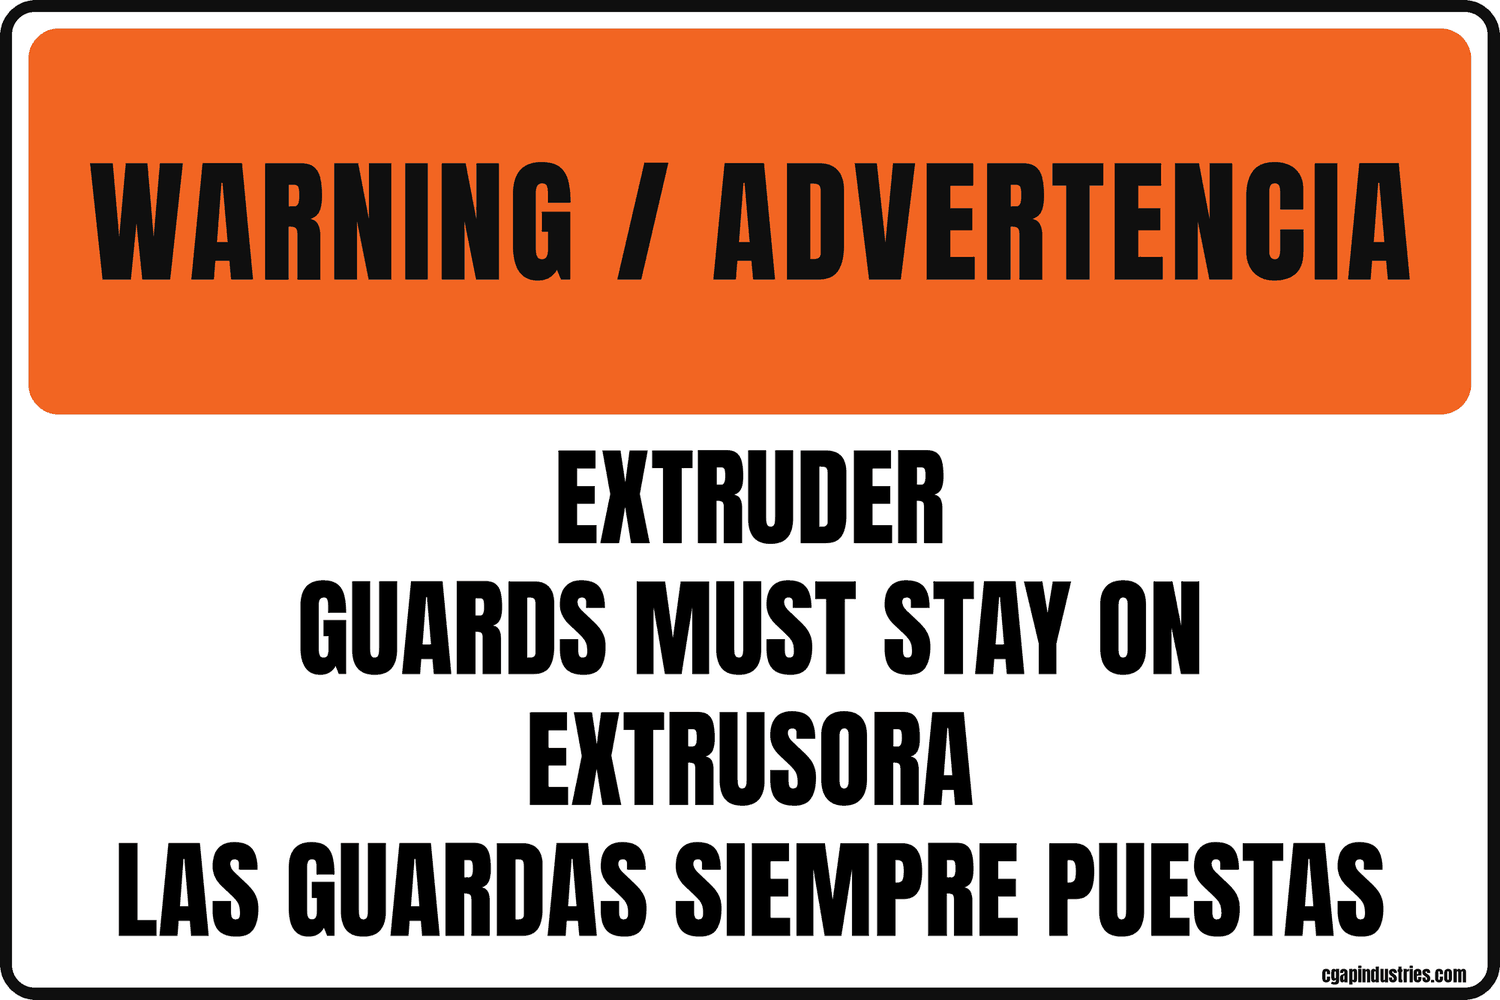 WARNING / ADVERTENCIA
EXTRUDER
GUARDS MUST STAY ON
EXTRUSORA
LAS GUARDAS SIEMPRE PUESTAS
cgapindustries.com